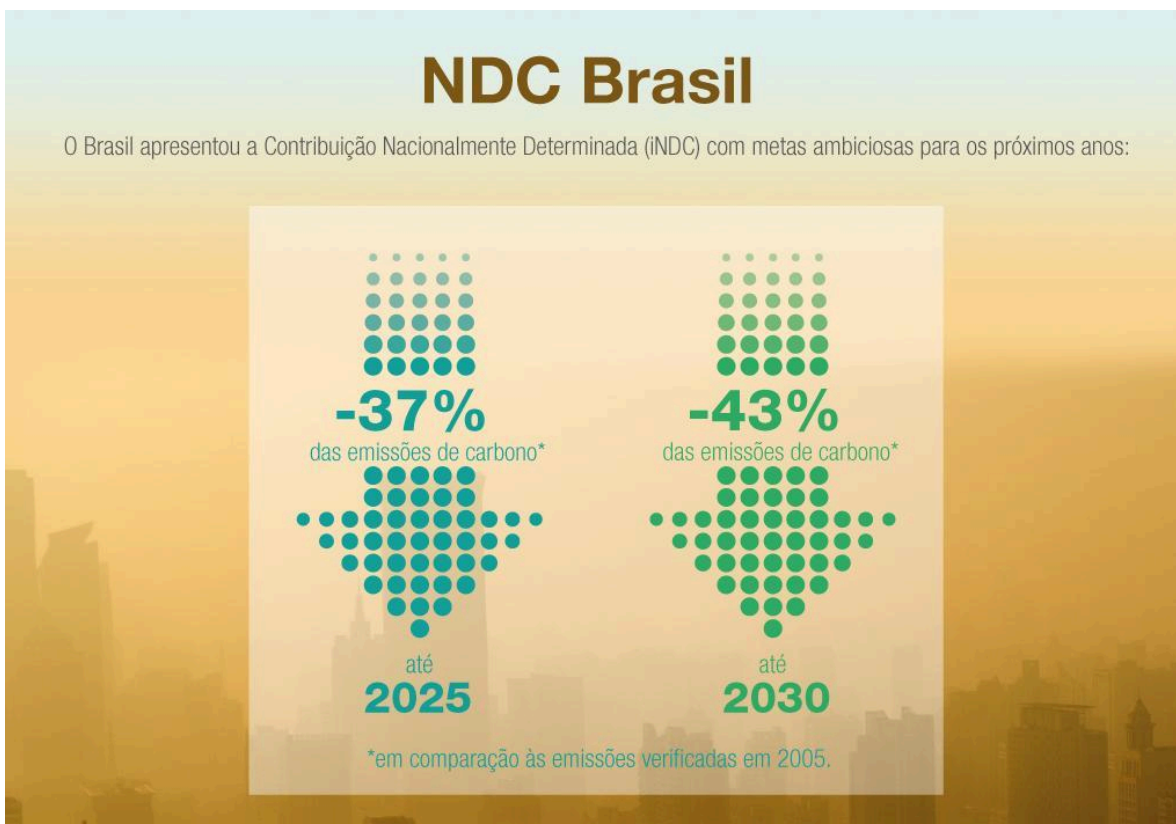 NDC Brasil
O Brasil apresentou a Contribuição Nacionalmente Determinada (iNDC) com metas ambiciosas para os próximos anos:
-37%
das emissões de carbono*
até
2025
-43%
das emissões de carbono*
até
2030
*em comparação às emissões verificadas em 2005.